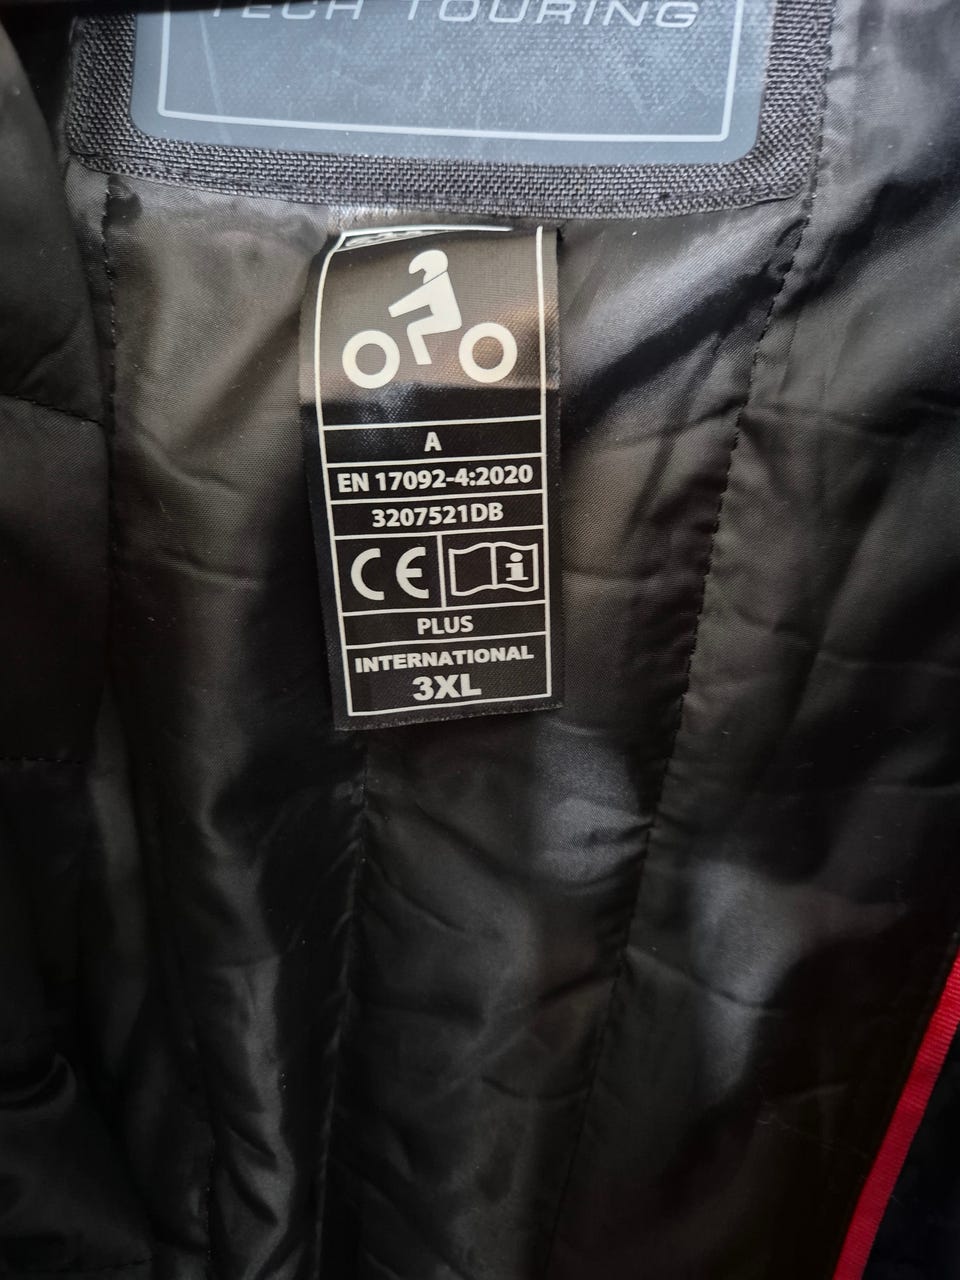 TECH TOURING
A
EN 17092-4:2020
3207521DB
CE
i
PLUS
INTERNATIONAL
3XL